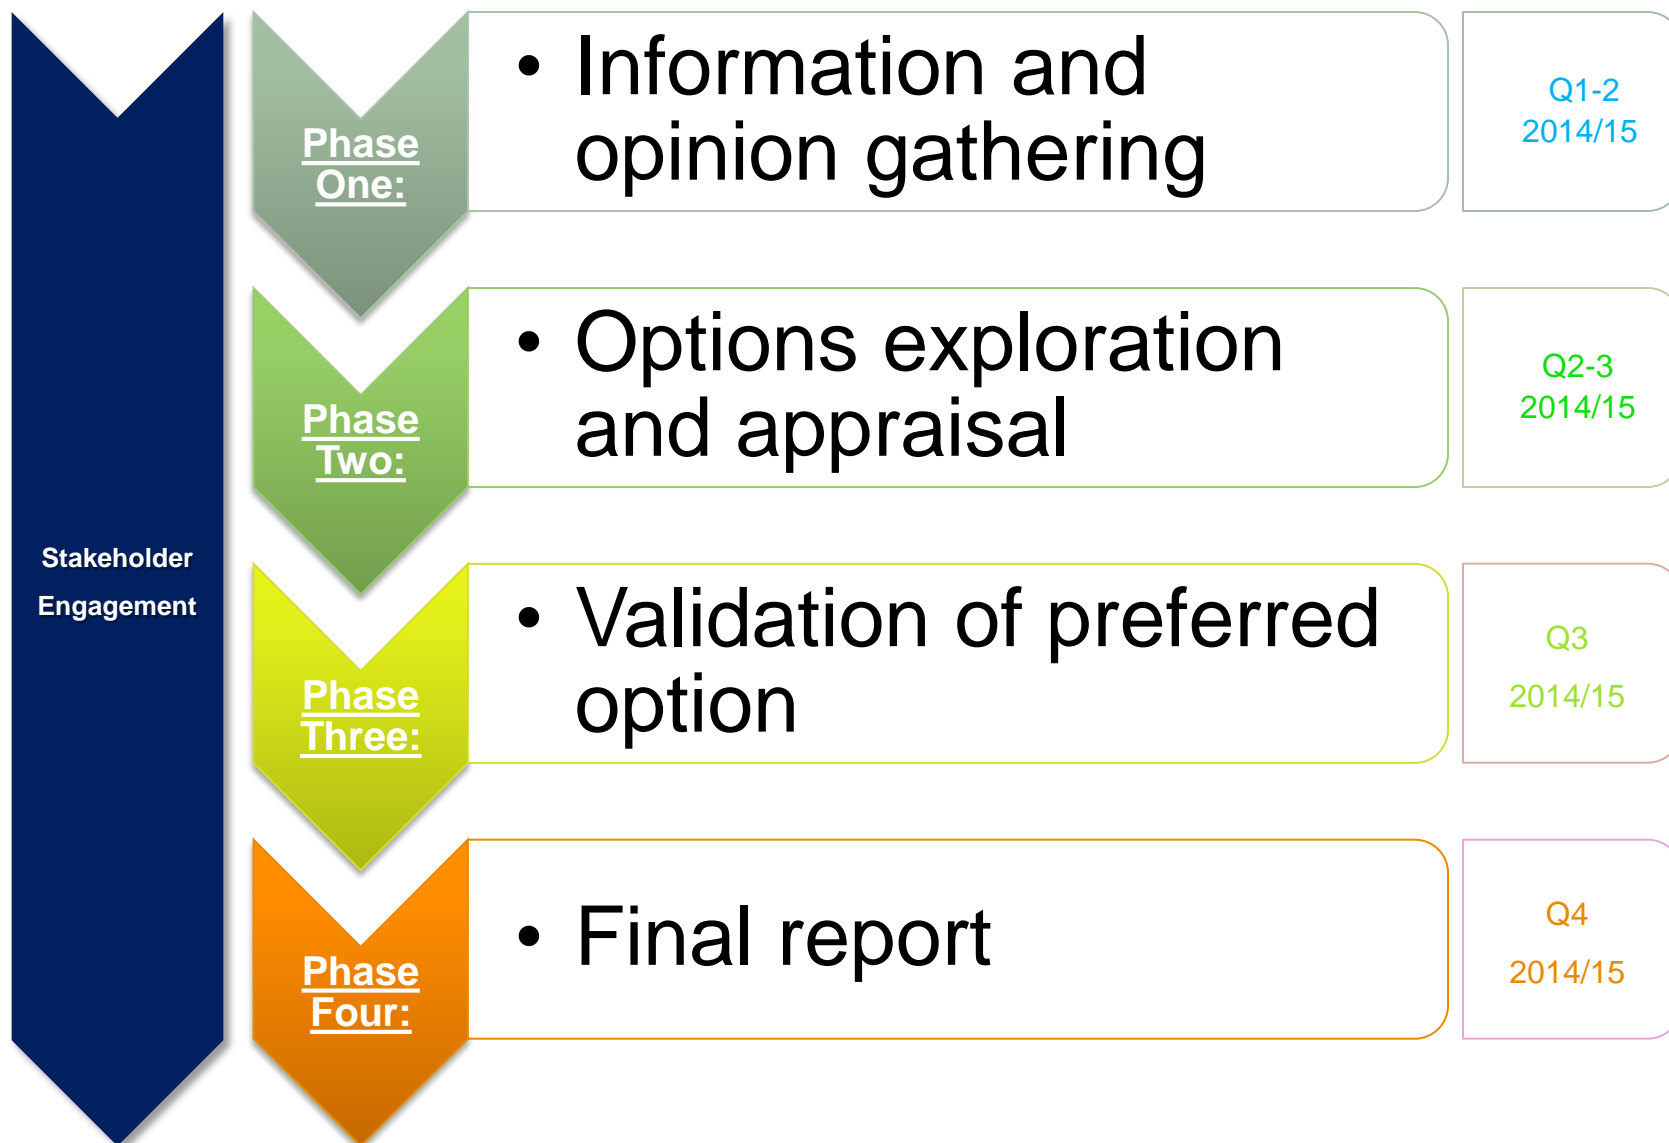 Stakeholder
Engagement
Phase
One:
• Information and
opinion gathering
Q1-2
2014/15
Phase
Two:
• Options exploration
and appraisal
Q2-3
2014/15
Phase
Three:
• Validation of preferred
option
Q3
2014/15
Phase
Four:
• Final report
Q4
2014/15